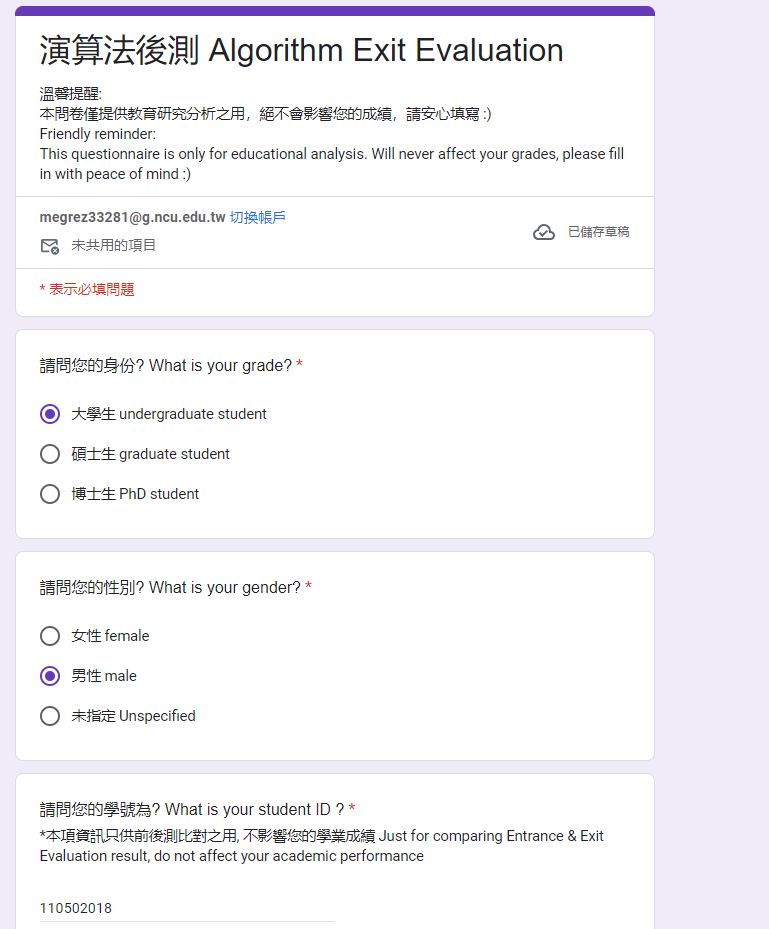 演算法後測 Algorithm Exit Evaluation
溫馨提醒:
本問卷僅提供教育研究分析之用，絕不會影響您的成績，請安心填寫 :)
Friendly reminder:
This questionnaire is only for educational analysis. Will never affect your grades, please fill
in with peace of mind :)
megrez33281@g.ncu.edu.tw 切換帳戶
未共用的項目
已儲存草稿
* 表示必填問題
請問您的身份? What is your grade? *
大學生 undergraduate student
碩士生 graduate student
博士生 PhD student
請問您的性別? What is your gender? *
女性 female
男性 male
未指定 Unspecified
請問您的學號為? What is your student ID ? *
*本項資訊只供前後測比對之用, 不影響您的學業成績 Just for comparing Entrance & Exit
Evaluation result, do not affect your academic performance
110502018